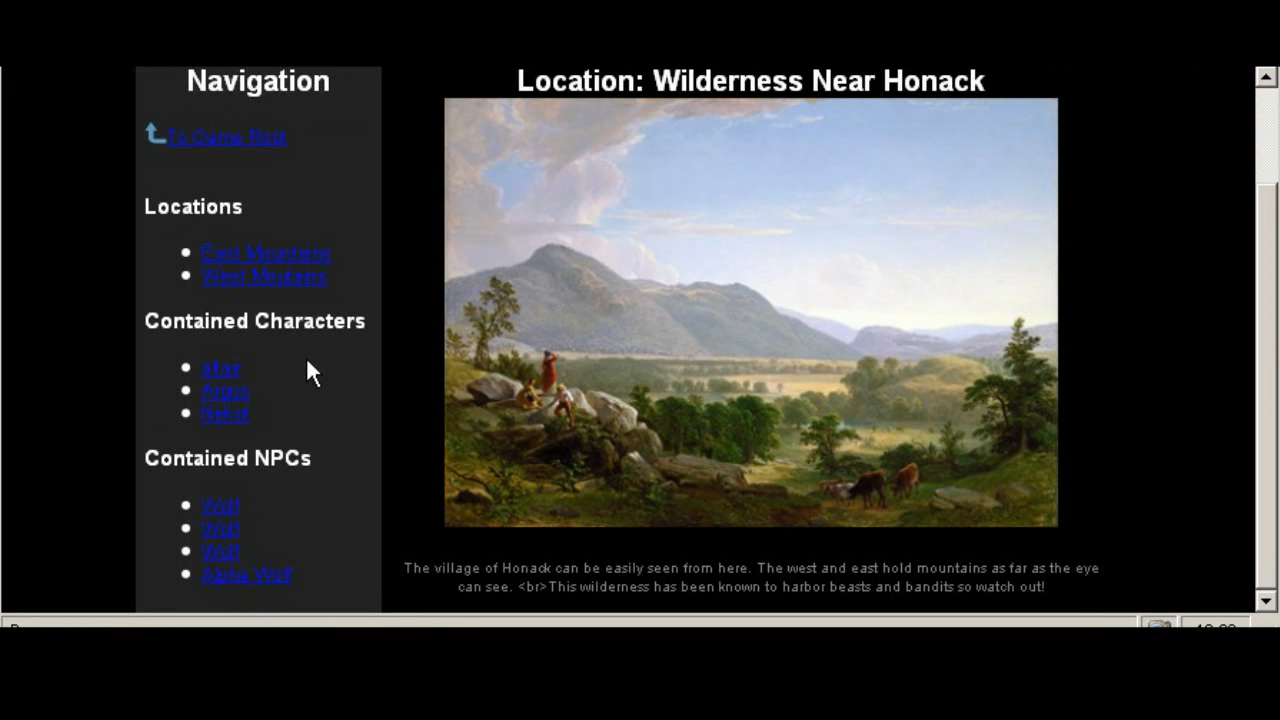 Navigation
To Game Root
Locations
East Mountains
West Moutains
Contained Characters
altair
Argus
Nekot
Contained NPCs
Wolf
Wolf
Wolf
Alpha Wolf
Location: Wilderness Near Honack
The village of Honack can be easily seen from here. The west and east hold mountains as far as the eye
can see. <br>This wilderness has been known to harbor beasts and bandits so watch out!